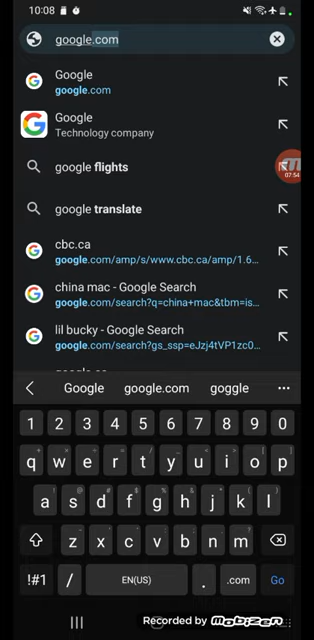 10:08
google.com
Google
google.com
Google
Technology company
google flights
07:54
google translate
cbc.ca
google.com/amp/s/www.cbc.ca/amp/1.6...
china mac - Google Search
google.com/search?q=china+mac&tbm=is...
lil bucky - Google Search
google.com/search?gs_ssp=eJzj4tVP1zc0...
Google google.com goggle
1 2 3 4 5 6 7 8 9 0
q w e r t y u i o p
a s d f g h j k l
z x c v b n m
!#1 / EN(US) . .com Go
Recorded by mobizen